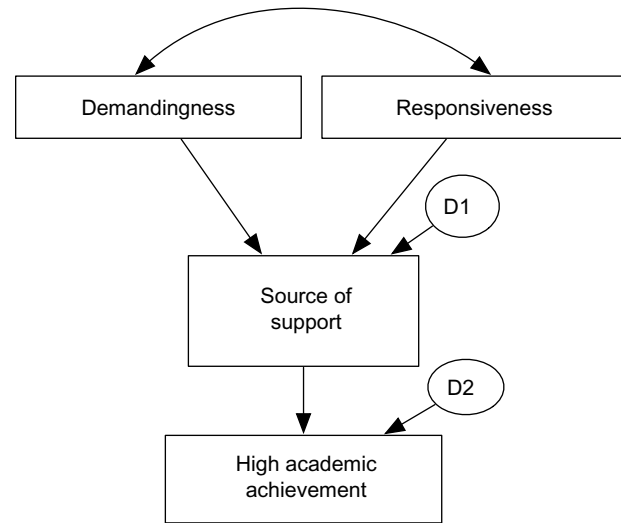 Demandingness
Responsiveness
D1
Source of
support
D2
High academic
achievement